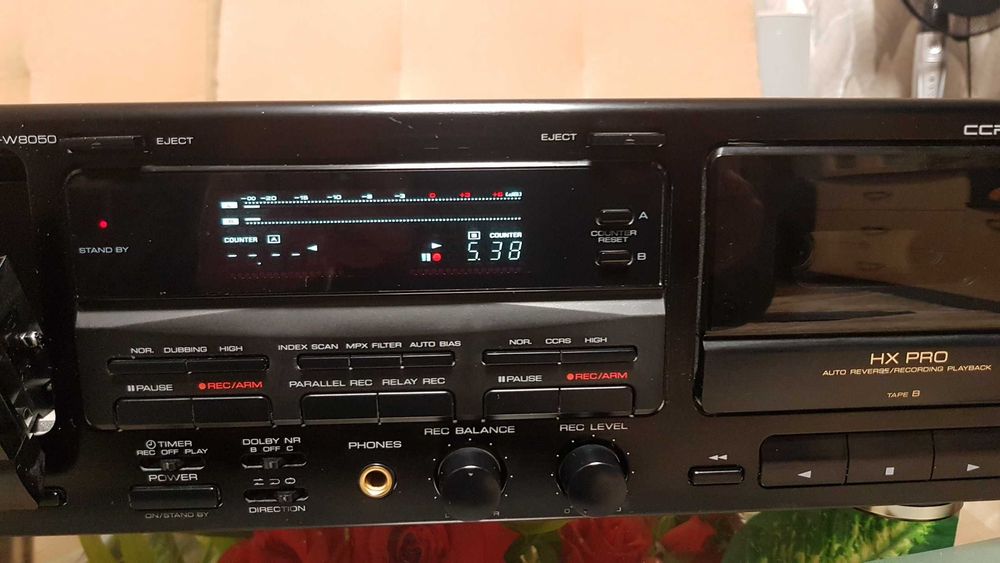 -W8050
EJECT
EJECT
CCR
-∞ -20 -15 -10 -6 -3 0 +3 +6 (dB)
STAND BY
COUNTER A
B COUNTER
- - - -
5.38
A
COUNTER
RESET
B
NOR. DUBBING HIGH
INDEX SCAN MPX FILTER AUTO BIAS
NOR. CCRS HIGH
PAUSE
REC/ARM
PARALLEL REC RELAY REC
PAUSE
REC/ARM
HX PRO
AUTO REVERSE/RECORDING PLAYBACK
TAPE B
TIMER
REC OFF PLAY
DOLBY NR
B OFF C
PHONES
REC BALANCE
REC LEVEL
POWER
ON/STAND BY
DIRECTION
R
0